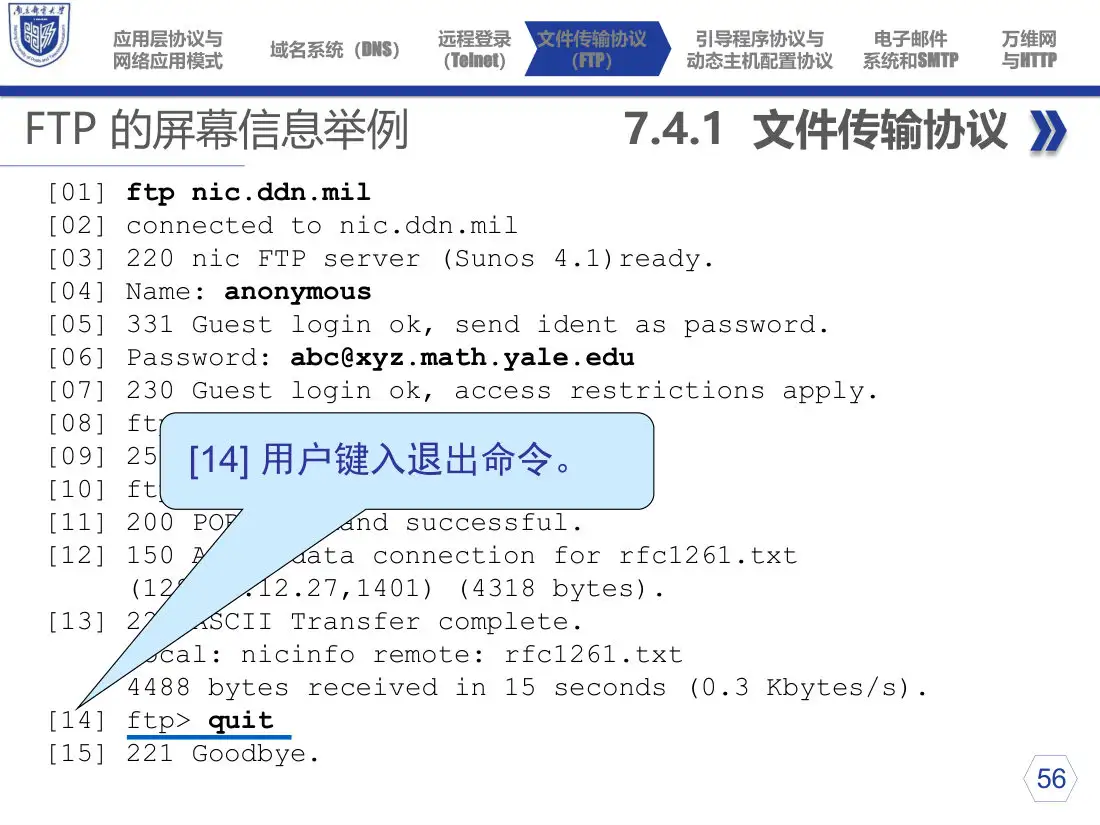 应用层协议与
网络应用模式
域名系统（DNS）
远程登录
（Telnet）
文件传输协议
（FTP）
引导程序协议与
动态主机配置协议
电子邮件
系统和SMTP
万维网
与HTTP
FTP 的屏幕信息举例
7.4.1 文件传输协议
[01] ftp nic.ddn.mil
[02] connected to nic.ddn.mil
[03] 220 nic FTP server (Sunos 4.1)ready.
[04] Name: anonymous
[05] 331 Guest login ok, send ident as password.
[06] Password: abc@xyz.math.yale.edu
[07] 230 Guest login ok, access restrictions apply.
[08]
[09] 25
[14] 用户键入退出命令。
[10]
[11] 200 successful.
[12] 150 data connection for rfc1261.txt
12.27,1401) (4318 bytes).
[13] ASCII Transfer complete.
nicinfo remote: rfc1261.txt
4488 bytes received in 15 seconds (0.3 Kbytes/s).
[14] ftp> quit
[15] 221 Goodbye.
56